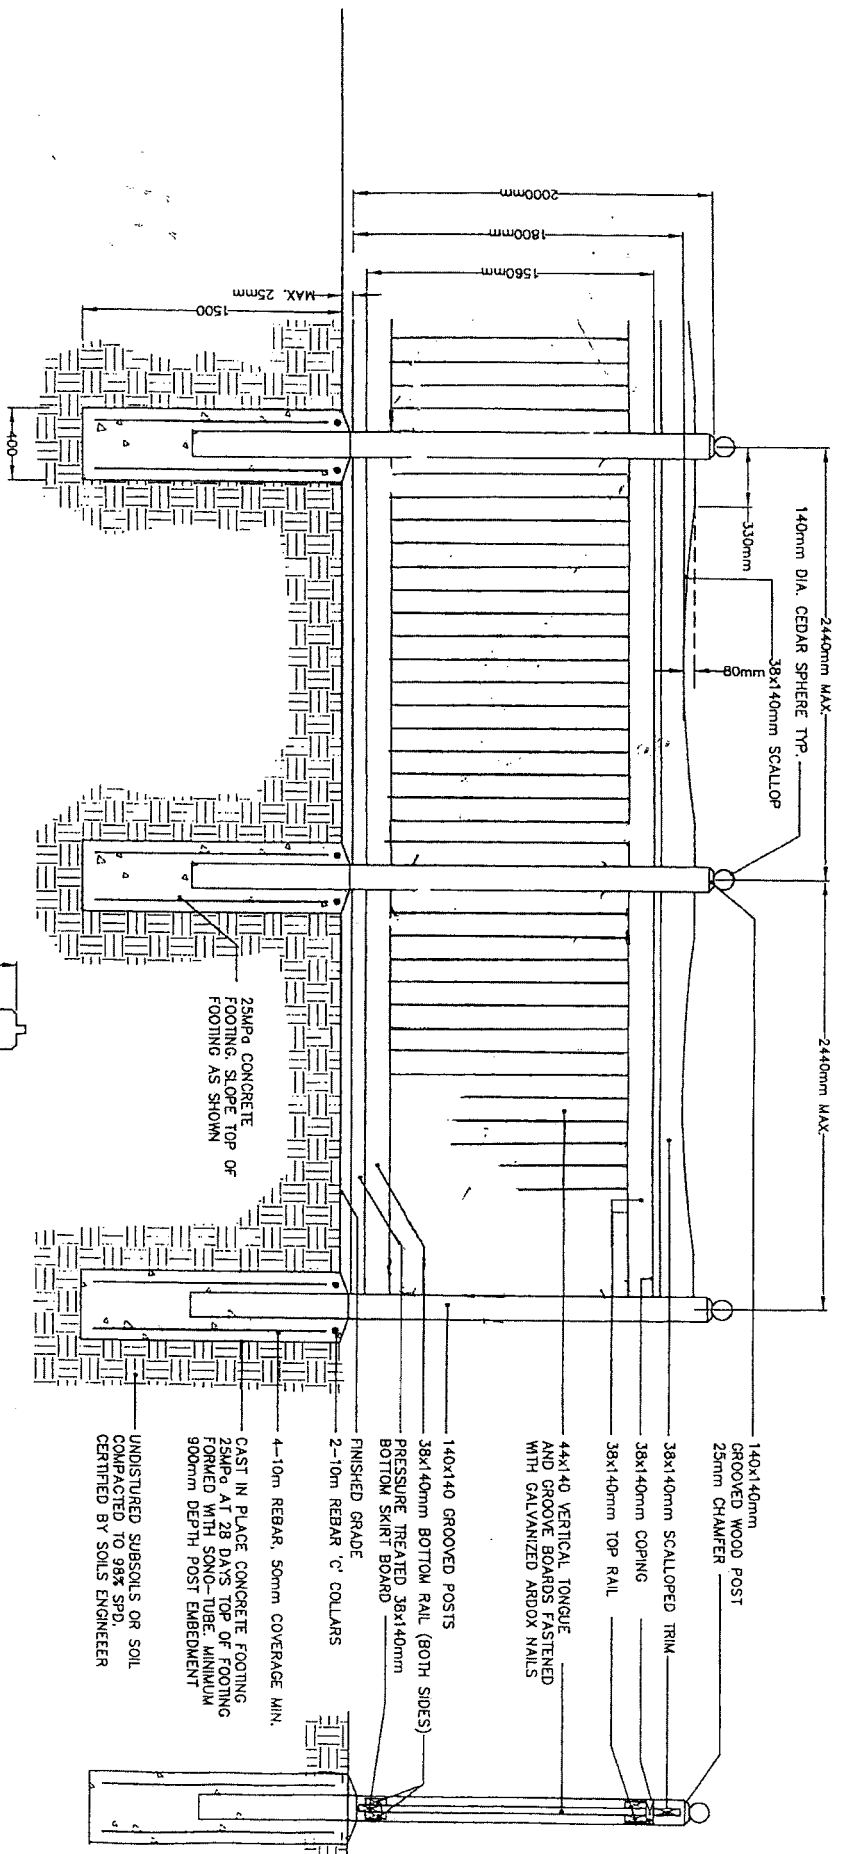 2440mm MAX.
2440mm MAX.
140mm DIA. CEDAR SPHERE TYP.
38x140mm SCALLOP
330mm
80mm
2000mm
1800mm
1560mm
MAX. 25mm
1500
400
25MPa CONCRETE
FOOTING. SLOPE TOP OF
FOOTING AS SHOWN
140x140mm
GROOVED WOOD POST
25mm CHAMFER
38x140mm SCALLOPED TRIM
38x140mm COPING
38x140mm TOP RAIL
44x140 VERTICAL TONGUE
AND GROOVE BOARDS FASTENED
WITH GALVANIZED ARDOX NAILS
140x140 GROOVED POSTS
38x140mm BOTTOM RAIL (BOTH SIDES)
PRESSURE TREATED 38x140mm
BOTTOM SKIRT BOARD
FINISHED GRADE
2-10m REBAR 'C' COLLARS
4-10m REBAR, 50mm COVERAGE MIN.
CAST IN PLACE CONCRETE FOOTING
25MPa AT 28 DAYS TOP OF FOOTING
FORMED WITH SONO-TUBE, MINIMUM
900mm DEPTH POST EMBEDMENT
UNDISTURED SUBSOILS OR SOIL
COMPACTED TO 98% SPD,
CERTIFIED BY SOILS ENGINEEER